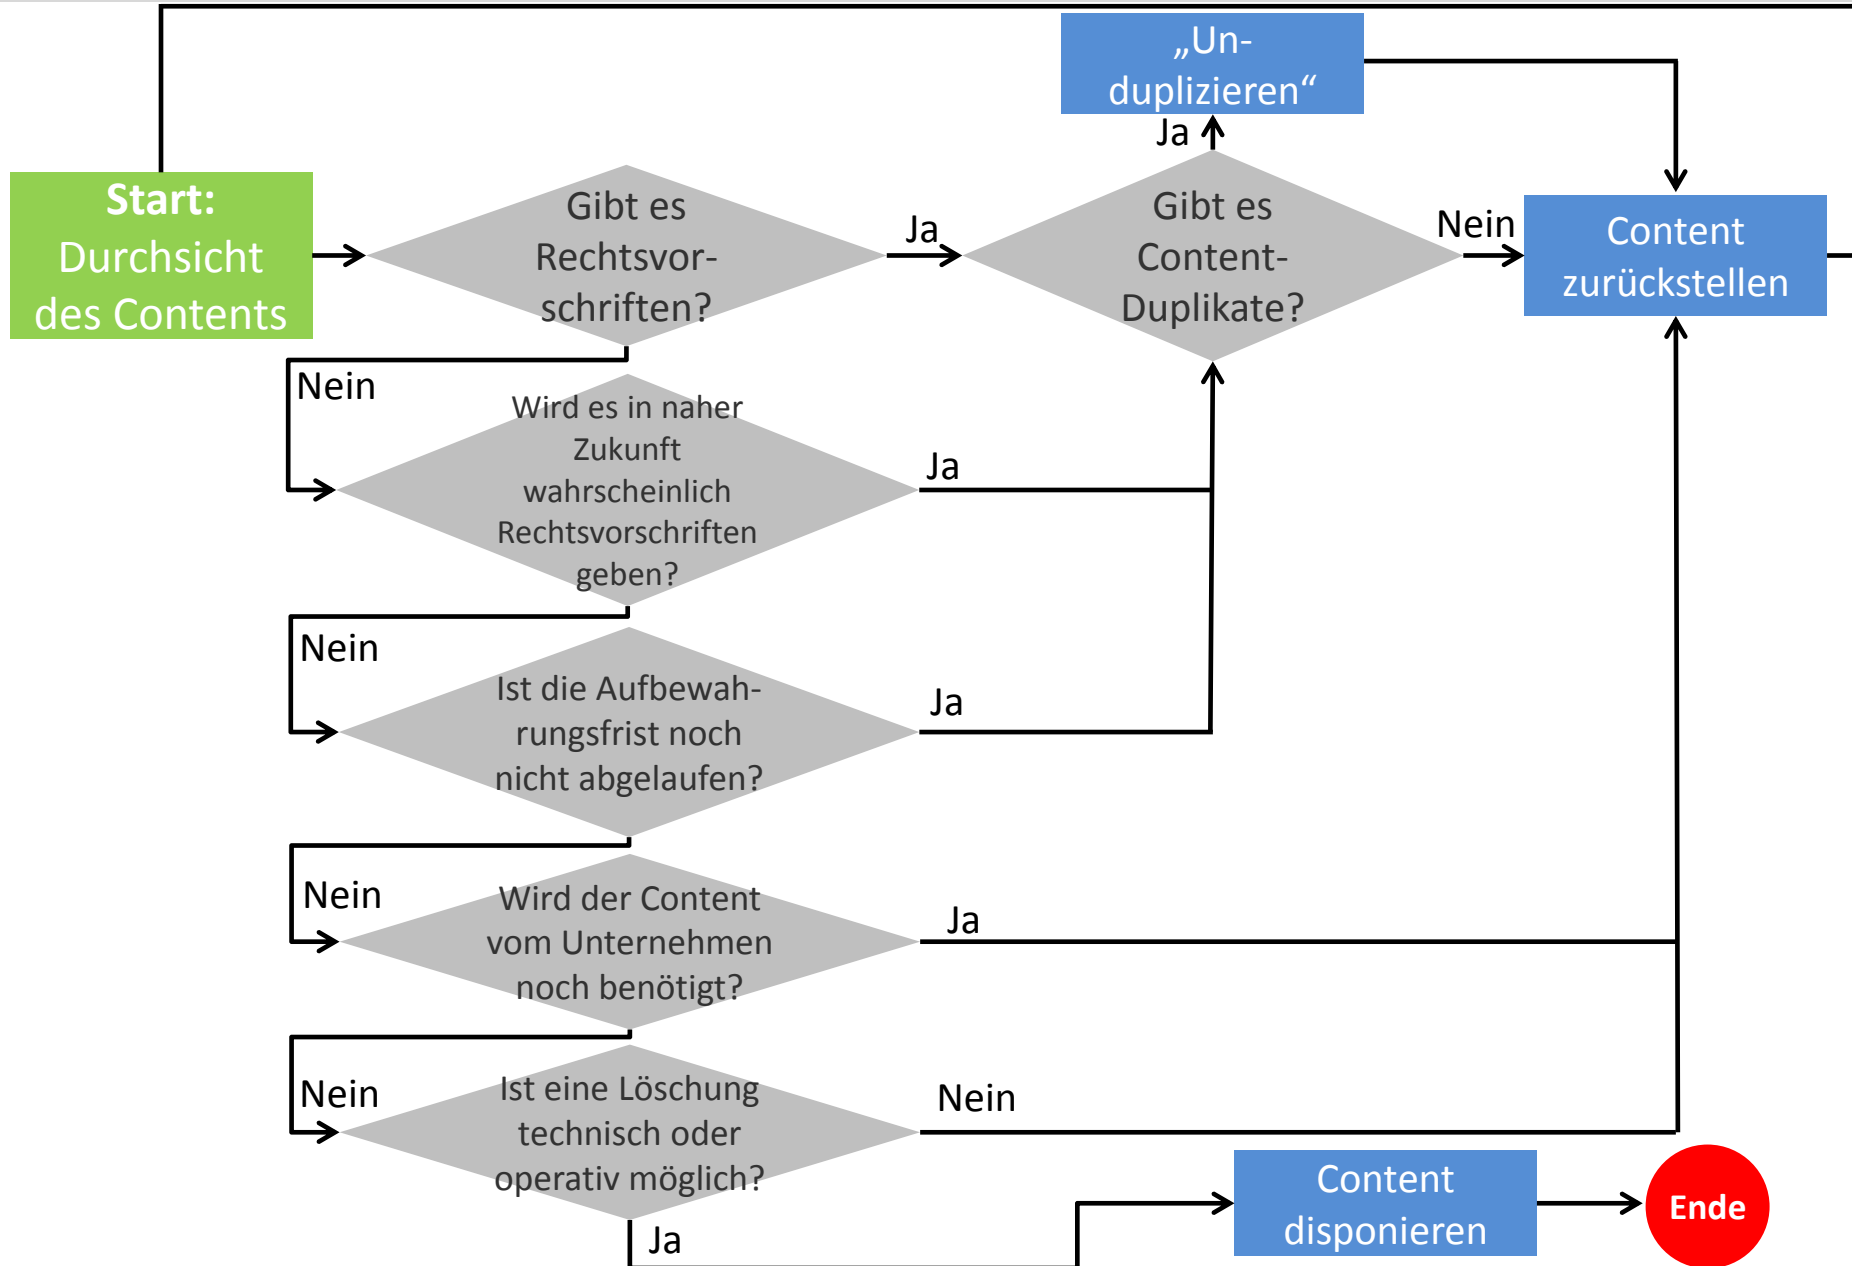 „Un-
duplizieren“
Ja
Start:
Durchsicht
des Contents
Gibt es
Rechtsvor-
schriften?
Ja
Gibt es
Content-
Duplikate?
Nein
Content
zurückstellen
Nein
Wird es in naher
Zukunft
wahrscheinlich
Rechtsvorschriften
geben?
Ja
Nein
Ist die Aufbewah-
rungsfrist noch
nicht abgelaufen?
Ja
Nein
Wird der Content
vom Unternehmen
noch benötigt?
Ja
Nein
Ist eine Löschung
technisch oder
operativ möglich?
Nein
Ja
Content
disponieren
Ende